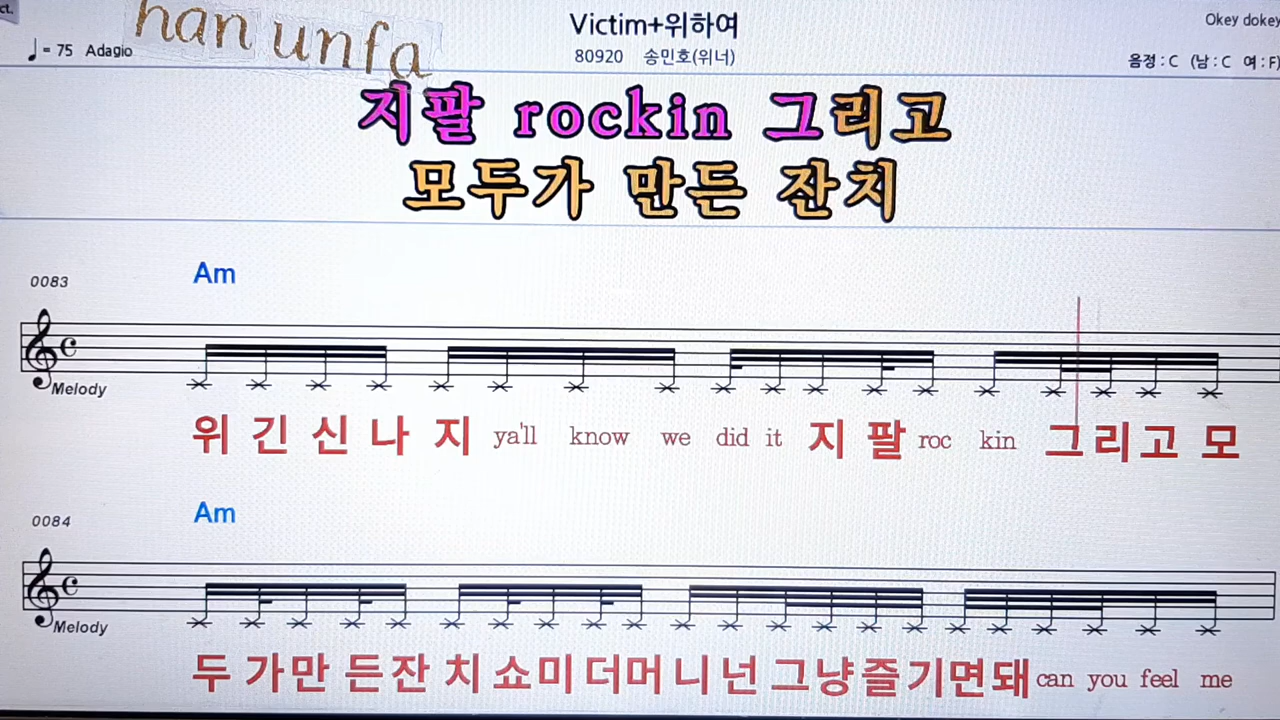 ct.
han unfa
Victim+위하여
Okey dokey
♩= 75 Adagio
80920 송민호(위너)
음정 : C (남 : C 여 : F)
지팔 rockin 그리고
모두가 만든 잔치
0083
Am
Melody
위 긴 신 나 지 ya'll know we did it 지 팔 roc kin 그리고 모
0084
Am
Melody
두 가만 든잔 치 쇼미 더머 니 넌 그냥즐기면돼 can you feel me